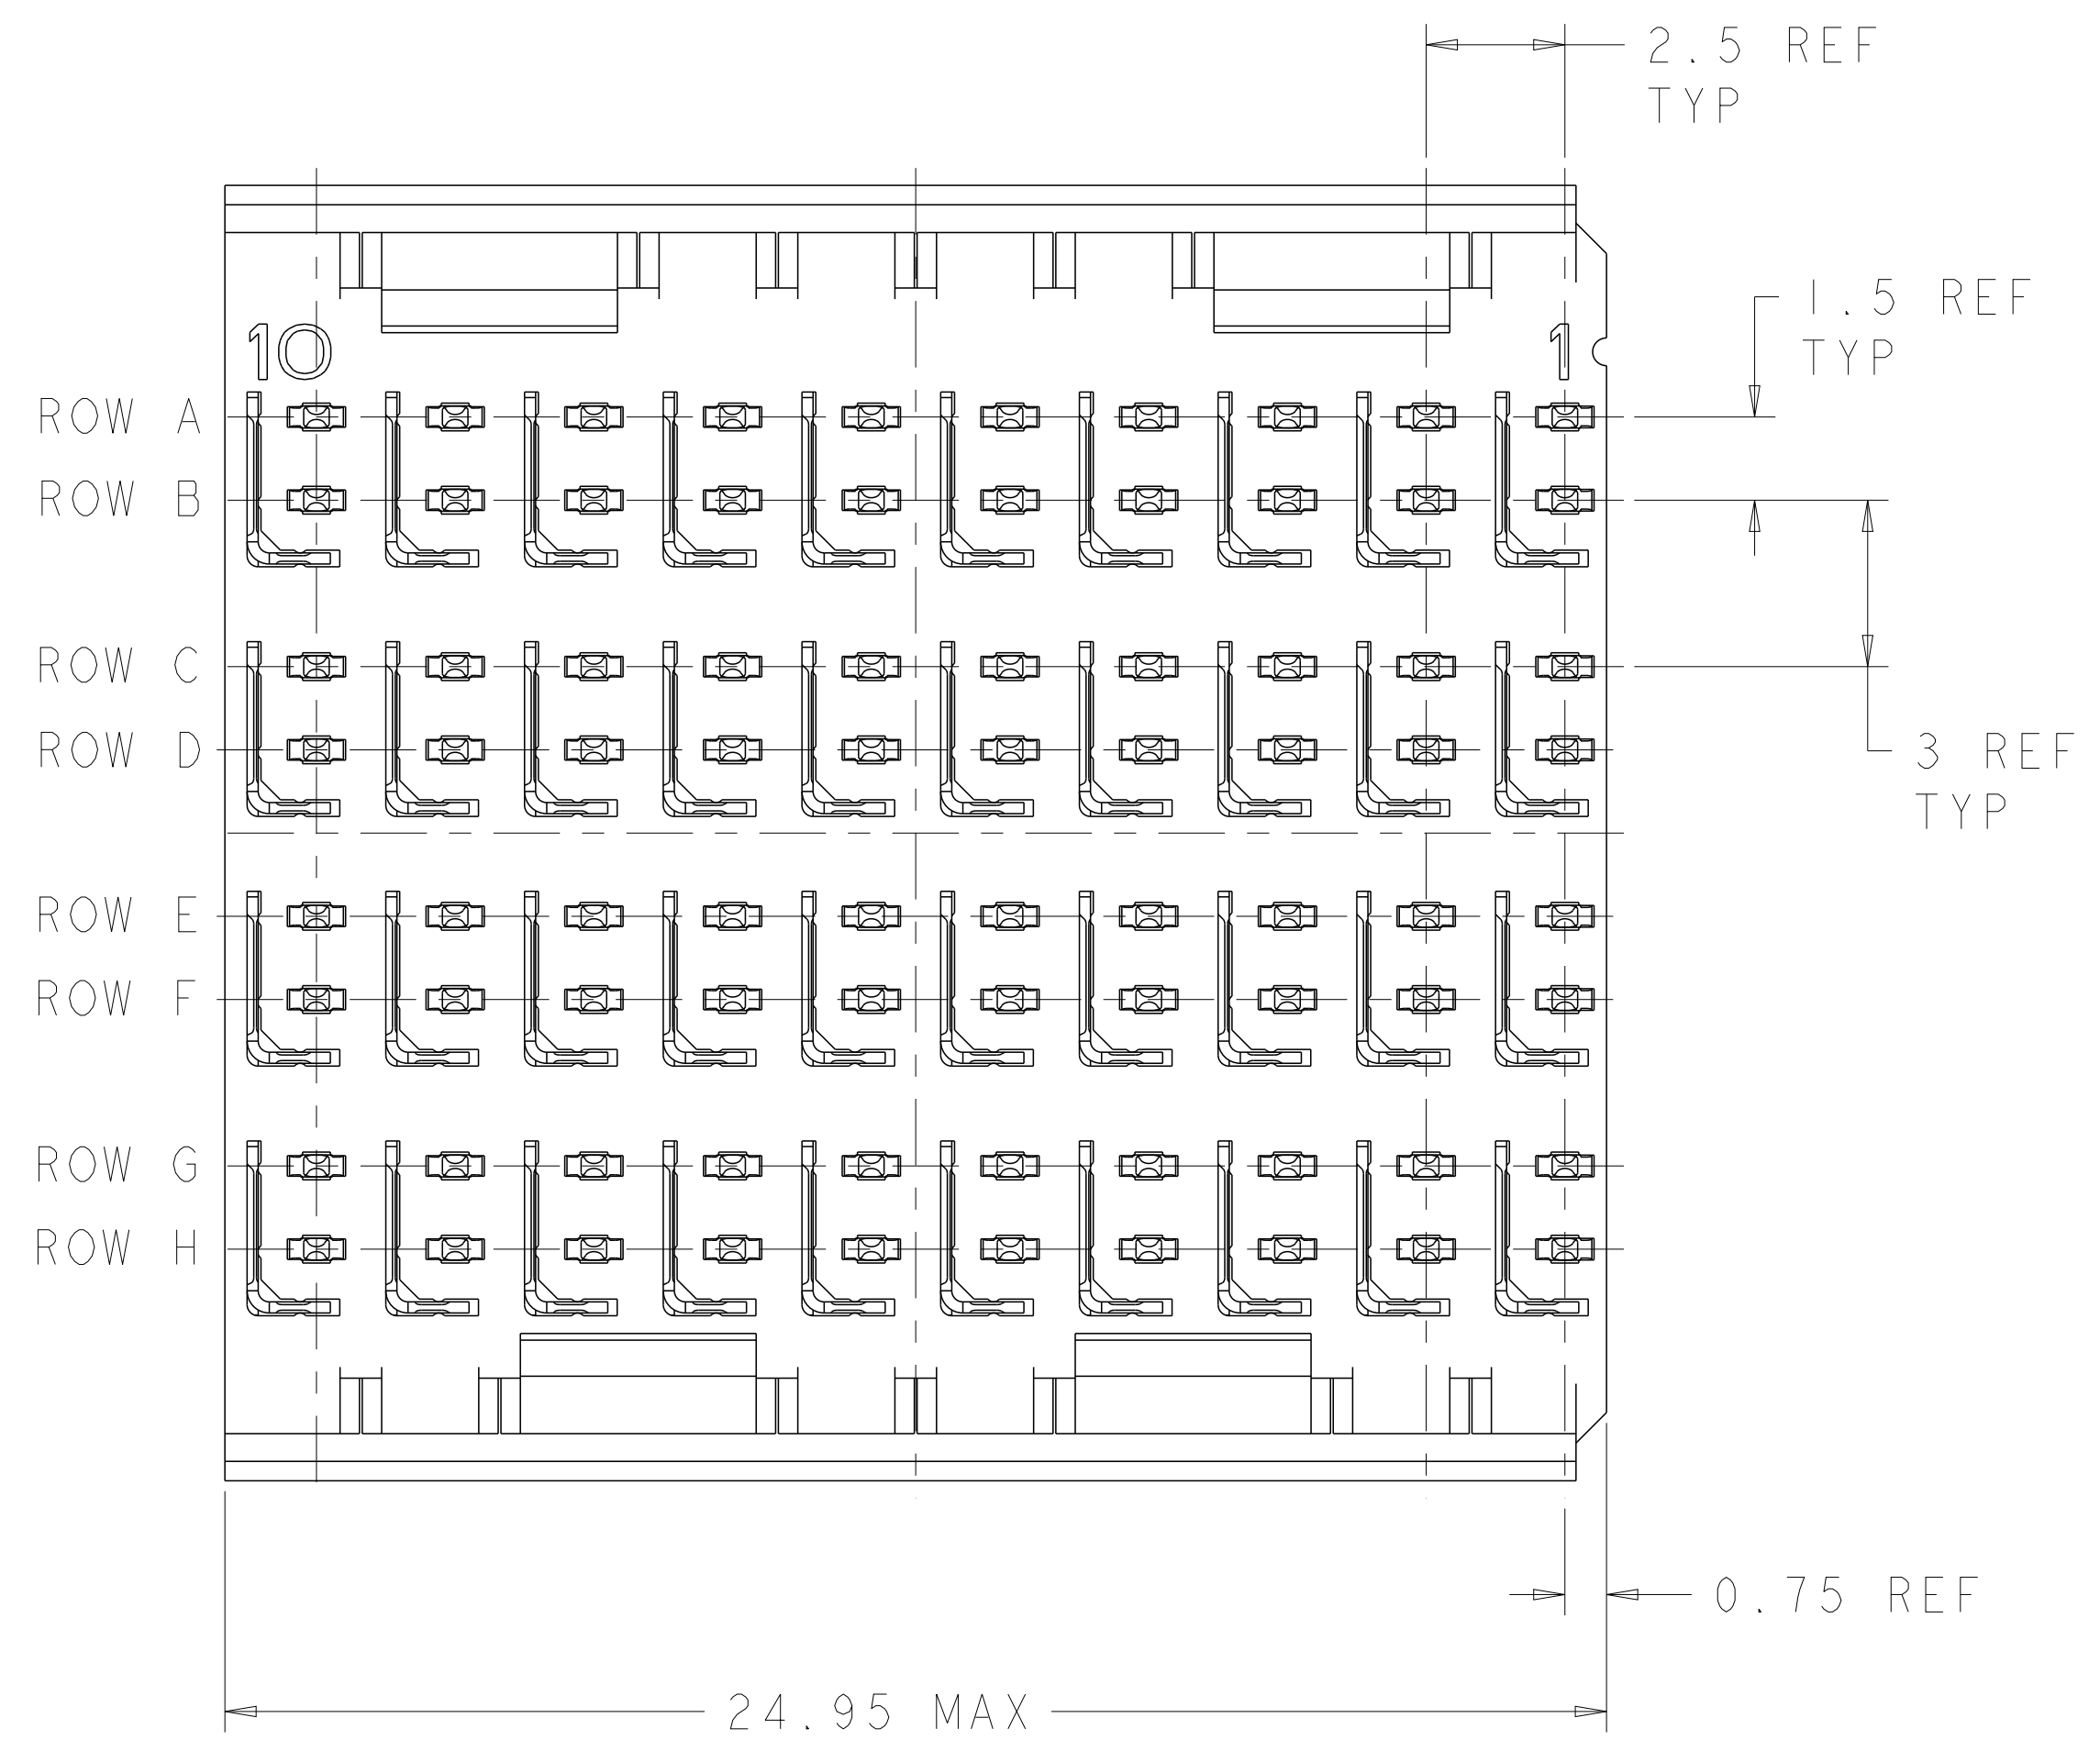 2.5 REF
TYP
1.5 REF
TYP
10
1
ROW A
ROW B
ROW C
ROW D
3 REF
TYP
ROW E
ROW F
ROW G
ROW H
0.75 REF
24.95 MAX